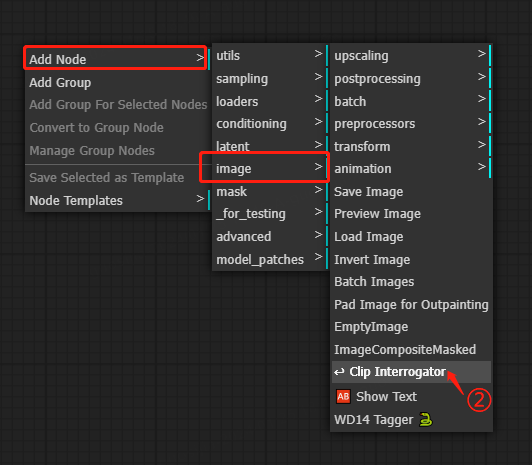 Add Node >
Add Group
Add Group For Selected Nodes
Convert to Group Node
Manage Group Nodes
Save Selected as Template
Node Templates >
utils >
sampling >
loaders >
conditioning >
latent >
image >
mask >
_for_testing >
advanced >
model_patches >
upscaling >
postprocessing >
batch >
preprocessors >
transform >
animation >
Save Image
Preview Image
Load Image
Invert Image
Batch Images
Pad Image for Outpainting
EmptyImage
ImageCompositeMasked
↩ Clip Interrogator
②
🆎 Show Text
WD14 Tagger 🐍